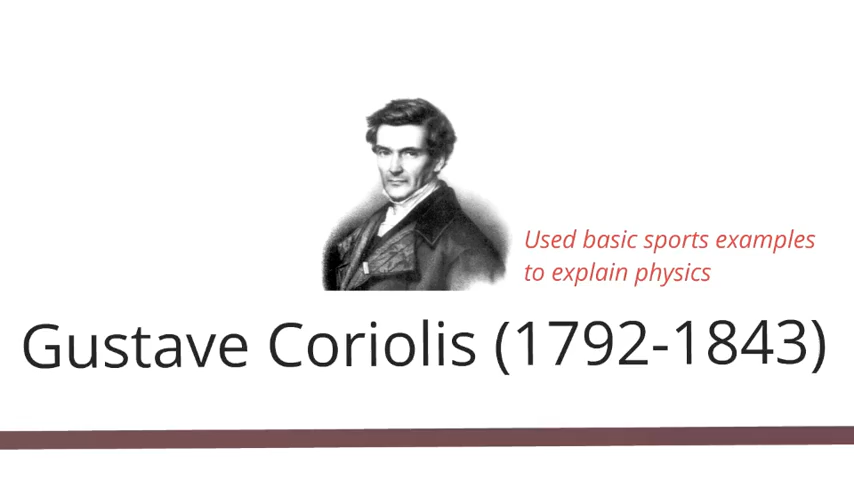 Used basic sports examples
to explain physics
Gustave Coriolis (1792-1843)